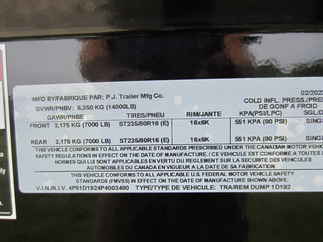 02/202
MFD BY/FABRIQUE PAR: P.J. Trailer Mfg Co.
COLD INFL. PRESS./PRE
GVWR/PNBV: 6,350 KG (14000LB)
DE GONF A FROID
GAWR/PNBE TIRES/PNEU RIM/JANTE KPA(PSI/LPC) SGL/D
FRONT 3,175 KG (7000 LB) ST235/80R16 (E) 16x6K 551 KPA (80 PSI) SING
REAR 3,175 KG (7000 LB) ST235/80R16 (E) 16x6K 551 KPA (80 PSI) SING
THIS VEHICLE CONFORMS TO ALL APPLICABLE STANDARDS PRESCRIBED UNDER THE CANADIAN MOTOR VEHICLE
SAFETY REGULATIONS IN EFFECT ON THE DATE OF MANUFACTURE / CE VEHICULE EST CONFORME A TOUTES
NORMES QUI LUI SONT APPLICABLES EN VERTU DU REGLEMENT SUR LA SECURITE DES VEHICULES
AUTOMOBILES DU CANADA EN VIGUEUR A LA DATE DE SA FABRICATION
THIS VEHICLE CONFORMS TO ALL APPLICABLE U.S. FEDERAL MOTOR VEHICLE SAFETY
STANDARDS (FMVSS) IN EFFECT ON THE DATE OF MANUFACTURE SHOWN ABOVE
TYPE/TYPE DE VEHICULE: TRA/REM DUMP